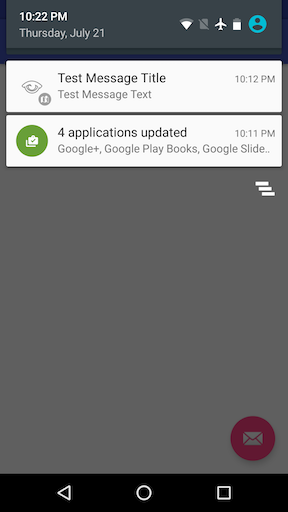 10:22 PM
Thursday, July 21
Test Message Title
10:12 PM
Test Message Text
4 applications updated
10:11 PM
Google+, Google Play Books, Google Slide..